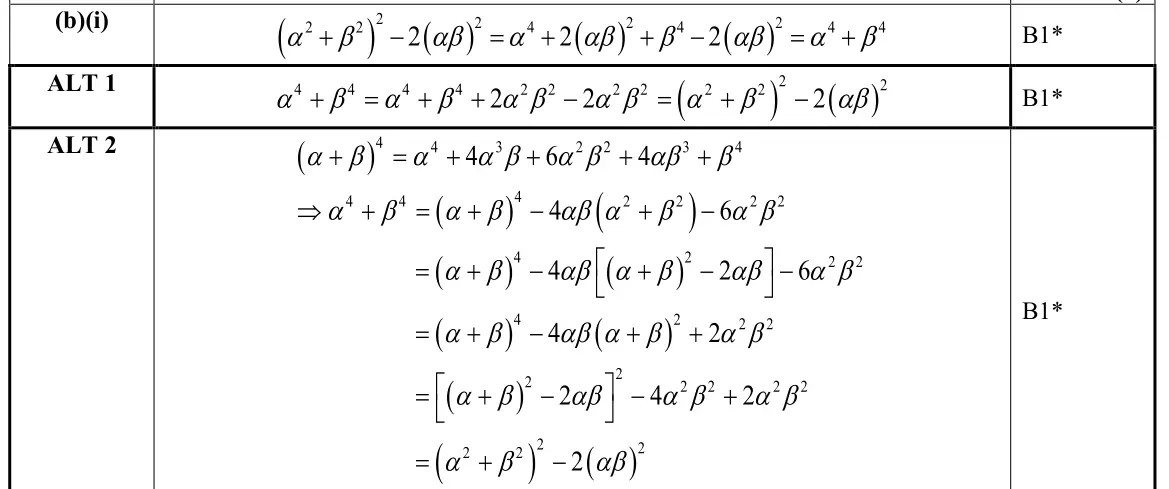 (b)(i) (α² + β²)² − 2(αβ)² = α⁴ + 2(αβ)² + β⁴ − 2(αβ)² = α⁴ + β⁴ B1*
ALT 1 α⁴ + β⁴ = α⁴ + β⁴ + 2α²β² − 2α²β² = (α² + β²)² − 2(αβ)² B1*
ALT 2 (α + β)⁴ = α⁴ + 4α³β + 6α²β² + 4αβ³ + β⁴
⇒ α⁴ + β⁴ = (α + β)⁴ − 4αβ(α² + β²) − 6α²β²
= (α + β)⁴ − 4αβ[(α + β)² − 2αβ] − 6α²β²
= (α + β)⁴ − 4αβ(α + β)² + 2α²β² B1*
= [(α + β)² − 2αβ]² − 4α²β² + 2α²β²
= (α² + β²)² − 2(αβ)²